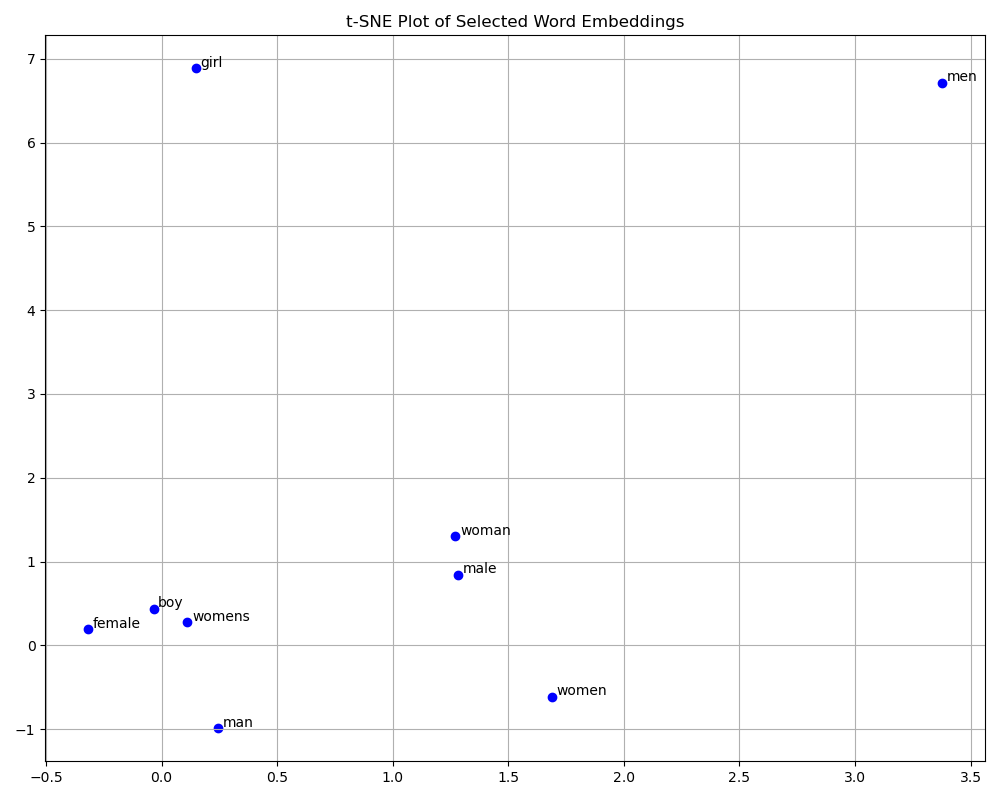 t-SNE Plot of Selected Word Embeddings
7
girl
men
6
5
4
3
2
woman
1
male
boy
womens
female
0
women
man
−1
−0.5 0.0 0.5 1.0 1.5 2.0 2.5 3.0 3.5